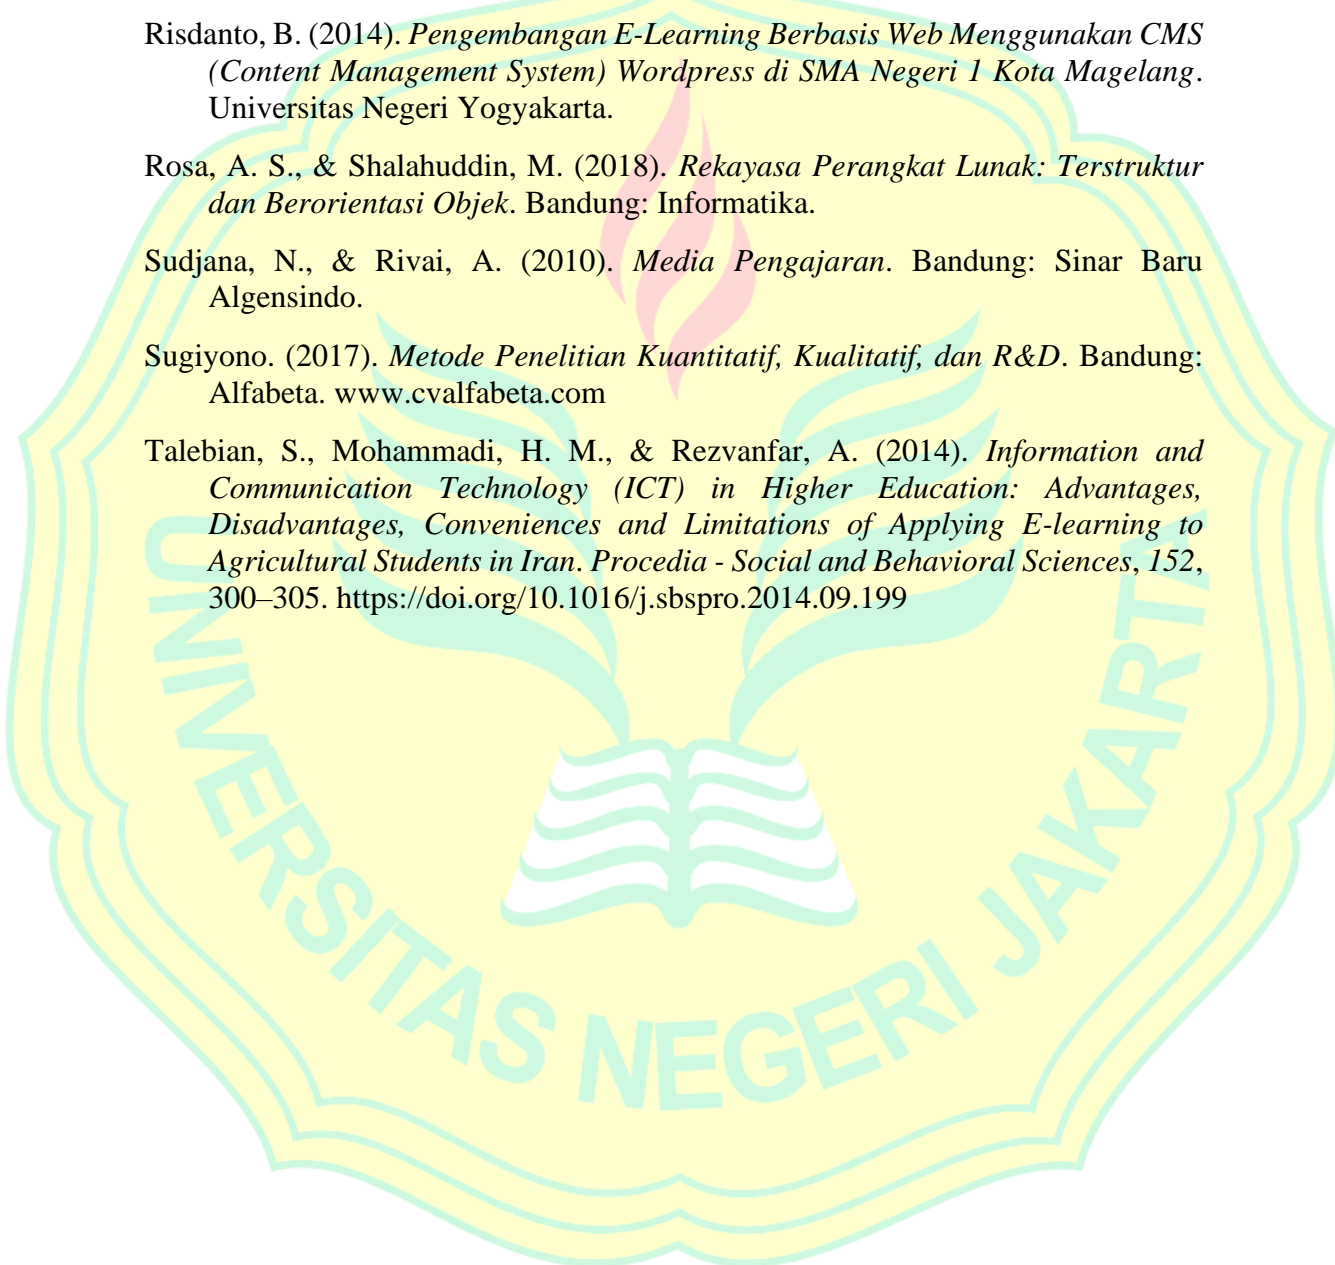 Risdanto, B. (2014). Pengembangan E-Learning Berbasis Web Menggunakan CMS
(Content Management System) Wordpress di SMA Negeri 1 Kota Magelang.
Universitas Negeri Yogyakarta.
Rosa, A. S., & Shalahuddin, M. (2018). Rekayasa Perangkat Lunak: Terstruktur
dan Berorientasi Objek. Bandung: Informatika.
Sudjana, N., & Rivai, A. (2010). Media Pengajaran. Bandung: Sinar Baru
Algensindo.
Sugiyono. (2017). Metode Penelitian Kuantitatif, Kualitatif, dan R&D. Bandung:
Alfabeta. www.cvalfabeta.com
Talebian, S., Mohammadi, H. M., & Rezvanfar, A. (2014). Information and
Communication Technology (ICT) in Higher Education: Advantages,
Disadvantages, Conveniences and Limitations of Applying E-learning to
Agricultural Students in Iran. Procedia - Social and Behavioral Sciences, 152,
300–305. https://doi.org/10.1016/j.sbspro.2014.09.199
UNIVERSITAS NEGERI JAKARTA